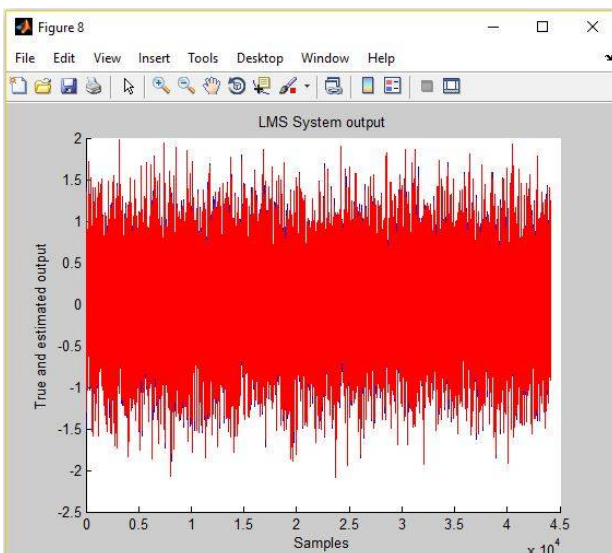 Figure 8
File Edit View Insert Tools Desktop Window Help
LMS System output
True and estimated output
2
1.5
1
0.5
0
-0.5
-1
-1.5
-2
-2.5
0 0.5 1 1.5 2 2.5 3 3.5 4 4.5
Samples
x 10^4